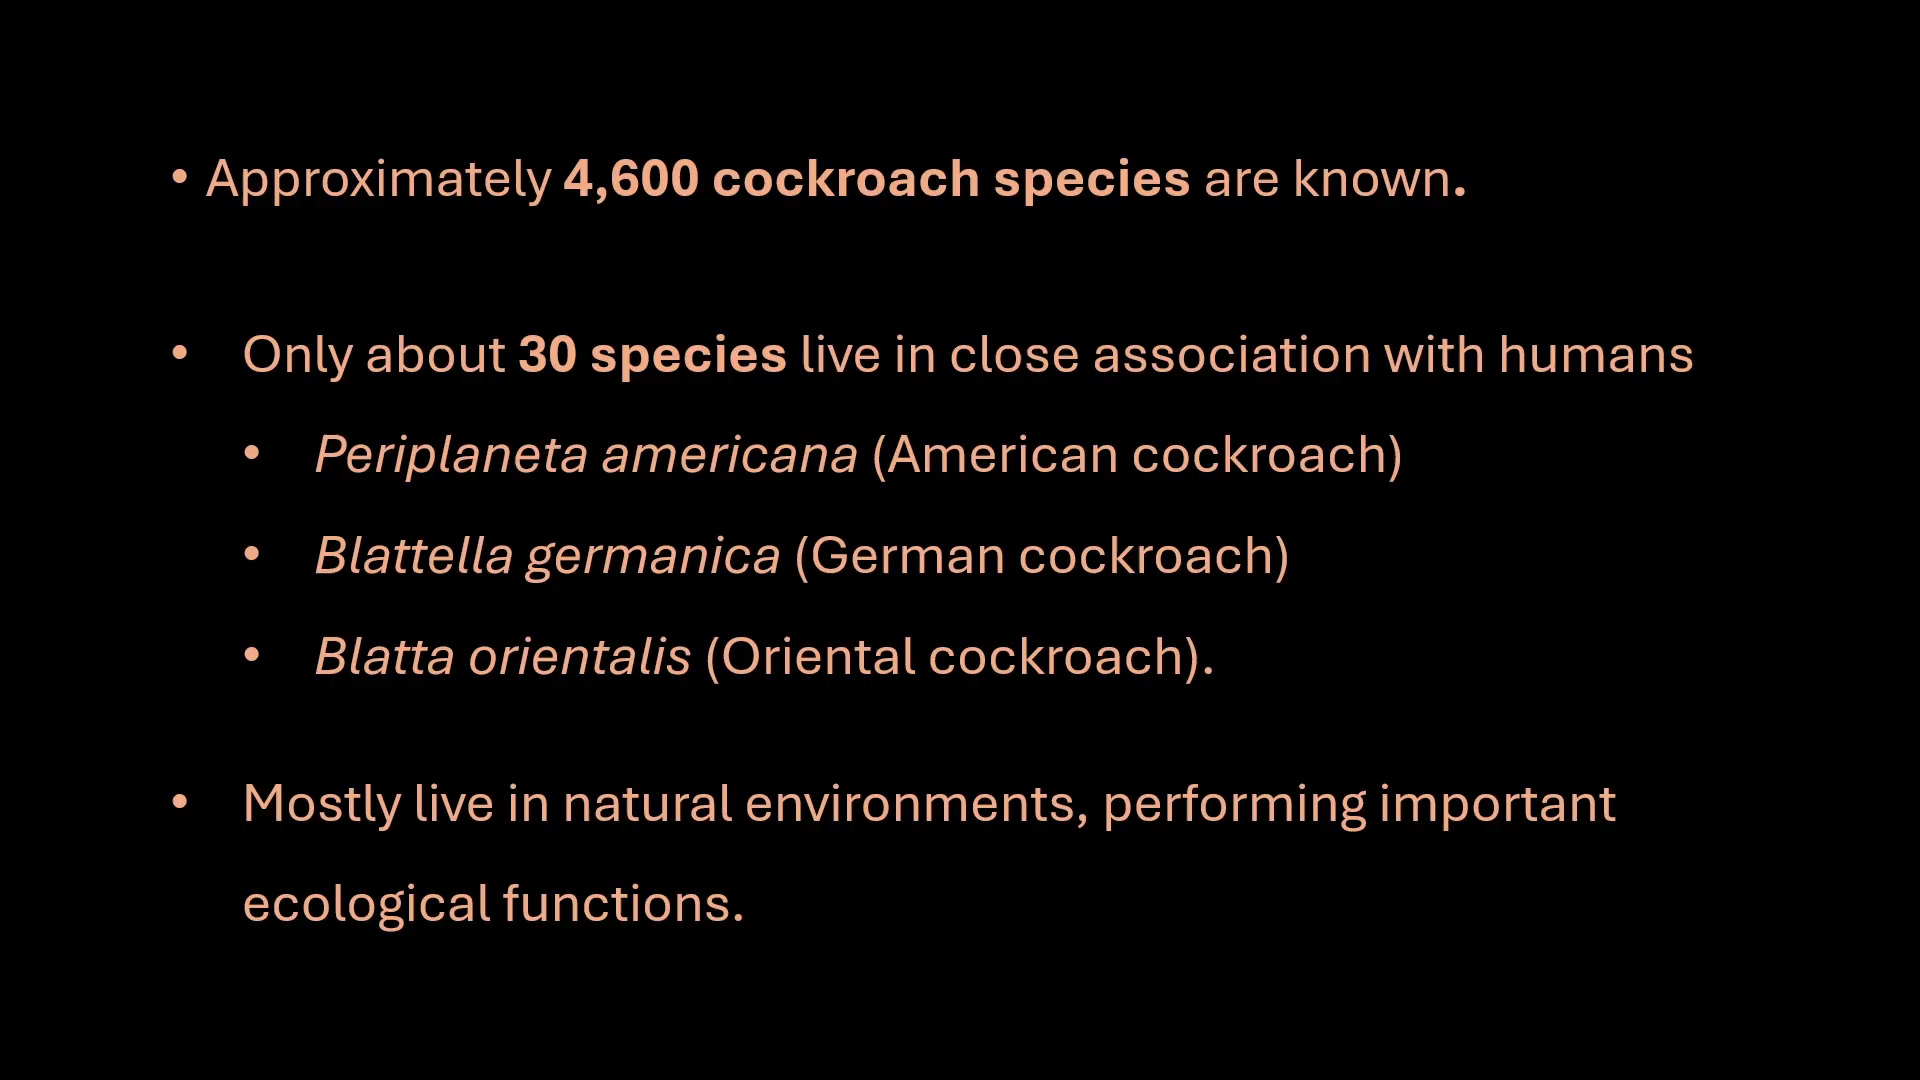 • Approximately 4,600 cockroach species are known.
• Only about 30 species live in close association with humans
• Periplaneta americana (American cockroach)
• Blattella germanica (German cockroach)
• Blatta orientalis (Oriental cockroach).
• Mostly live in natural environments, performing important
ecological functions.